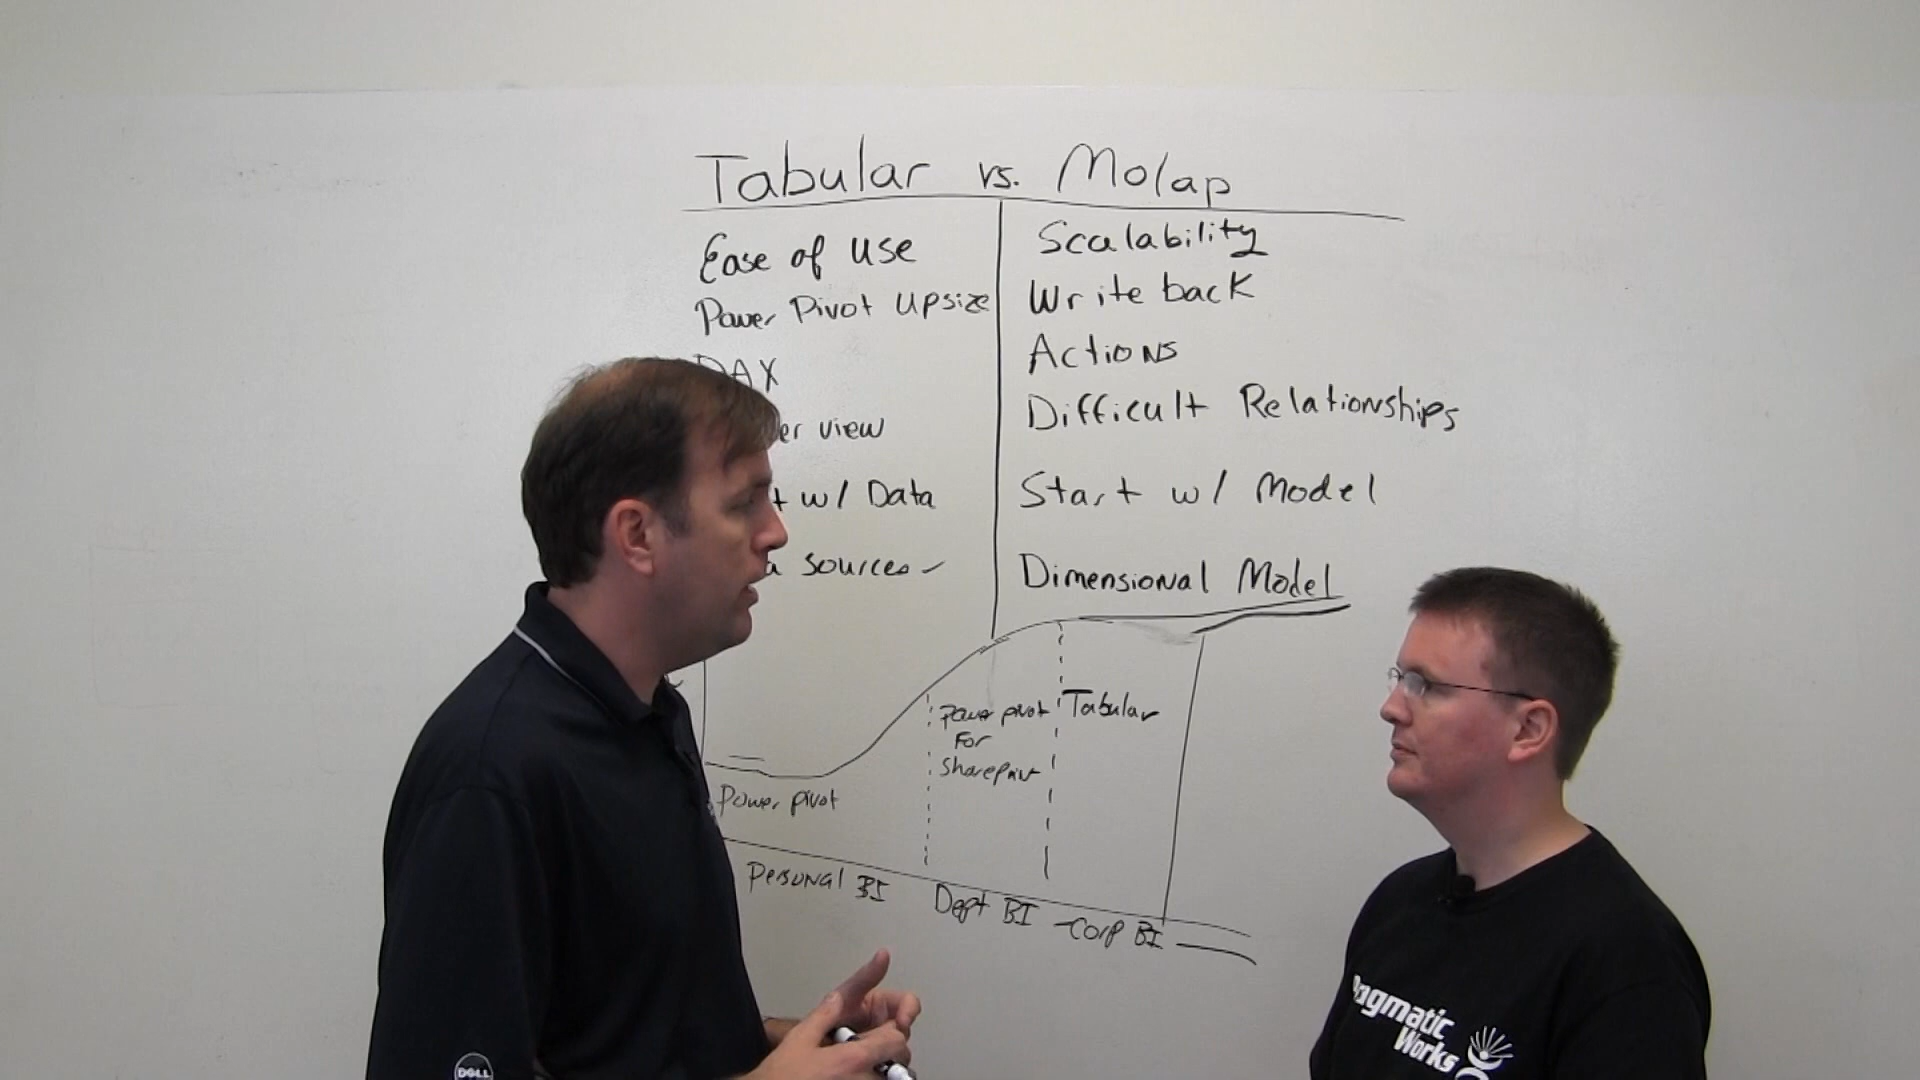 Tabular vs. Molap
Ease of Use
Power Pivot Upsize
DAX
er view
t w/ Data
a sources
Scalability
Write back
Actions
Difficult Relationships
Start w/ Model
Dimensional Model
Power pivot
Power pivot
For
Sharepoint
Tabular
Personal BI
Dept BI
Corp BI
DELL
Pragmatic
Works